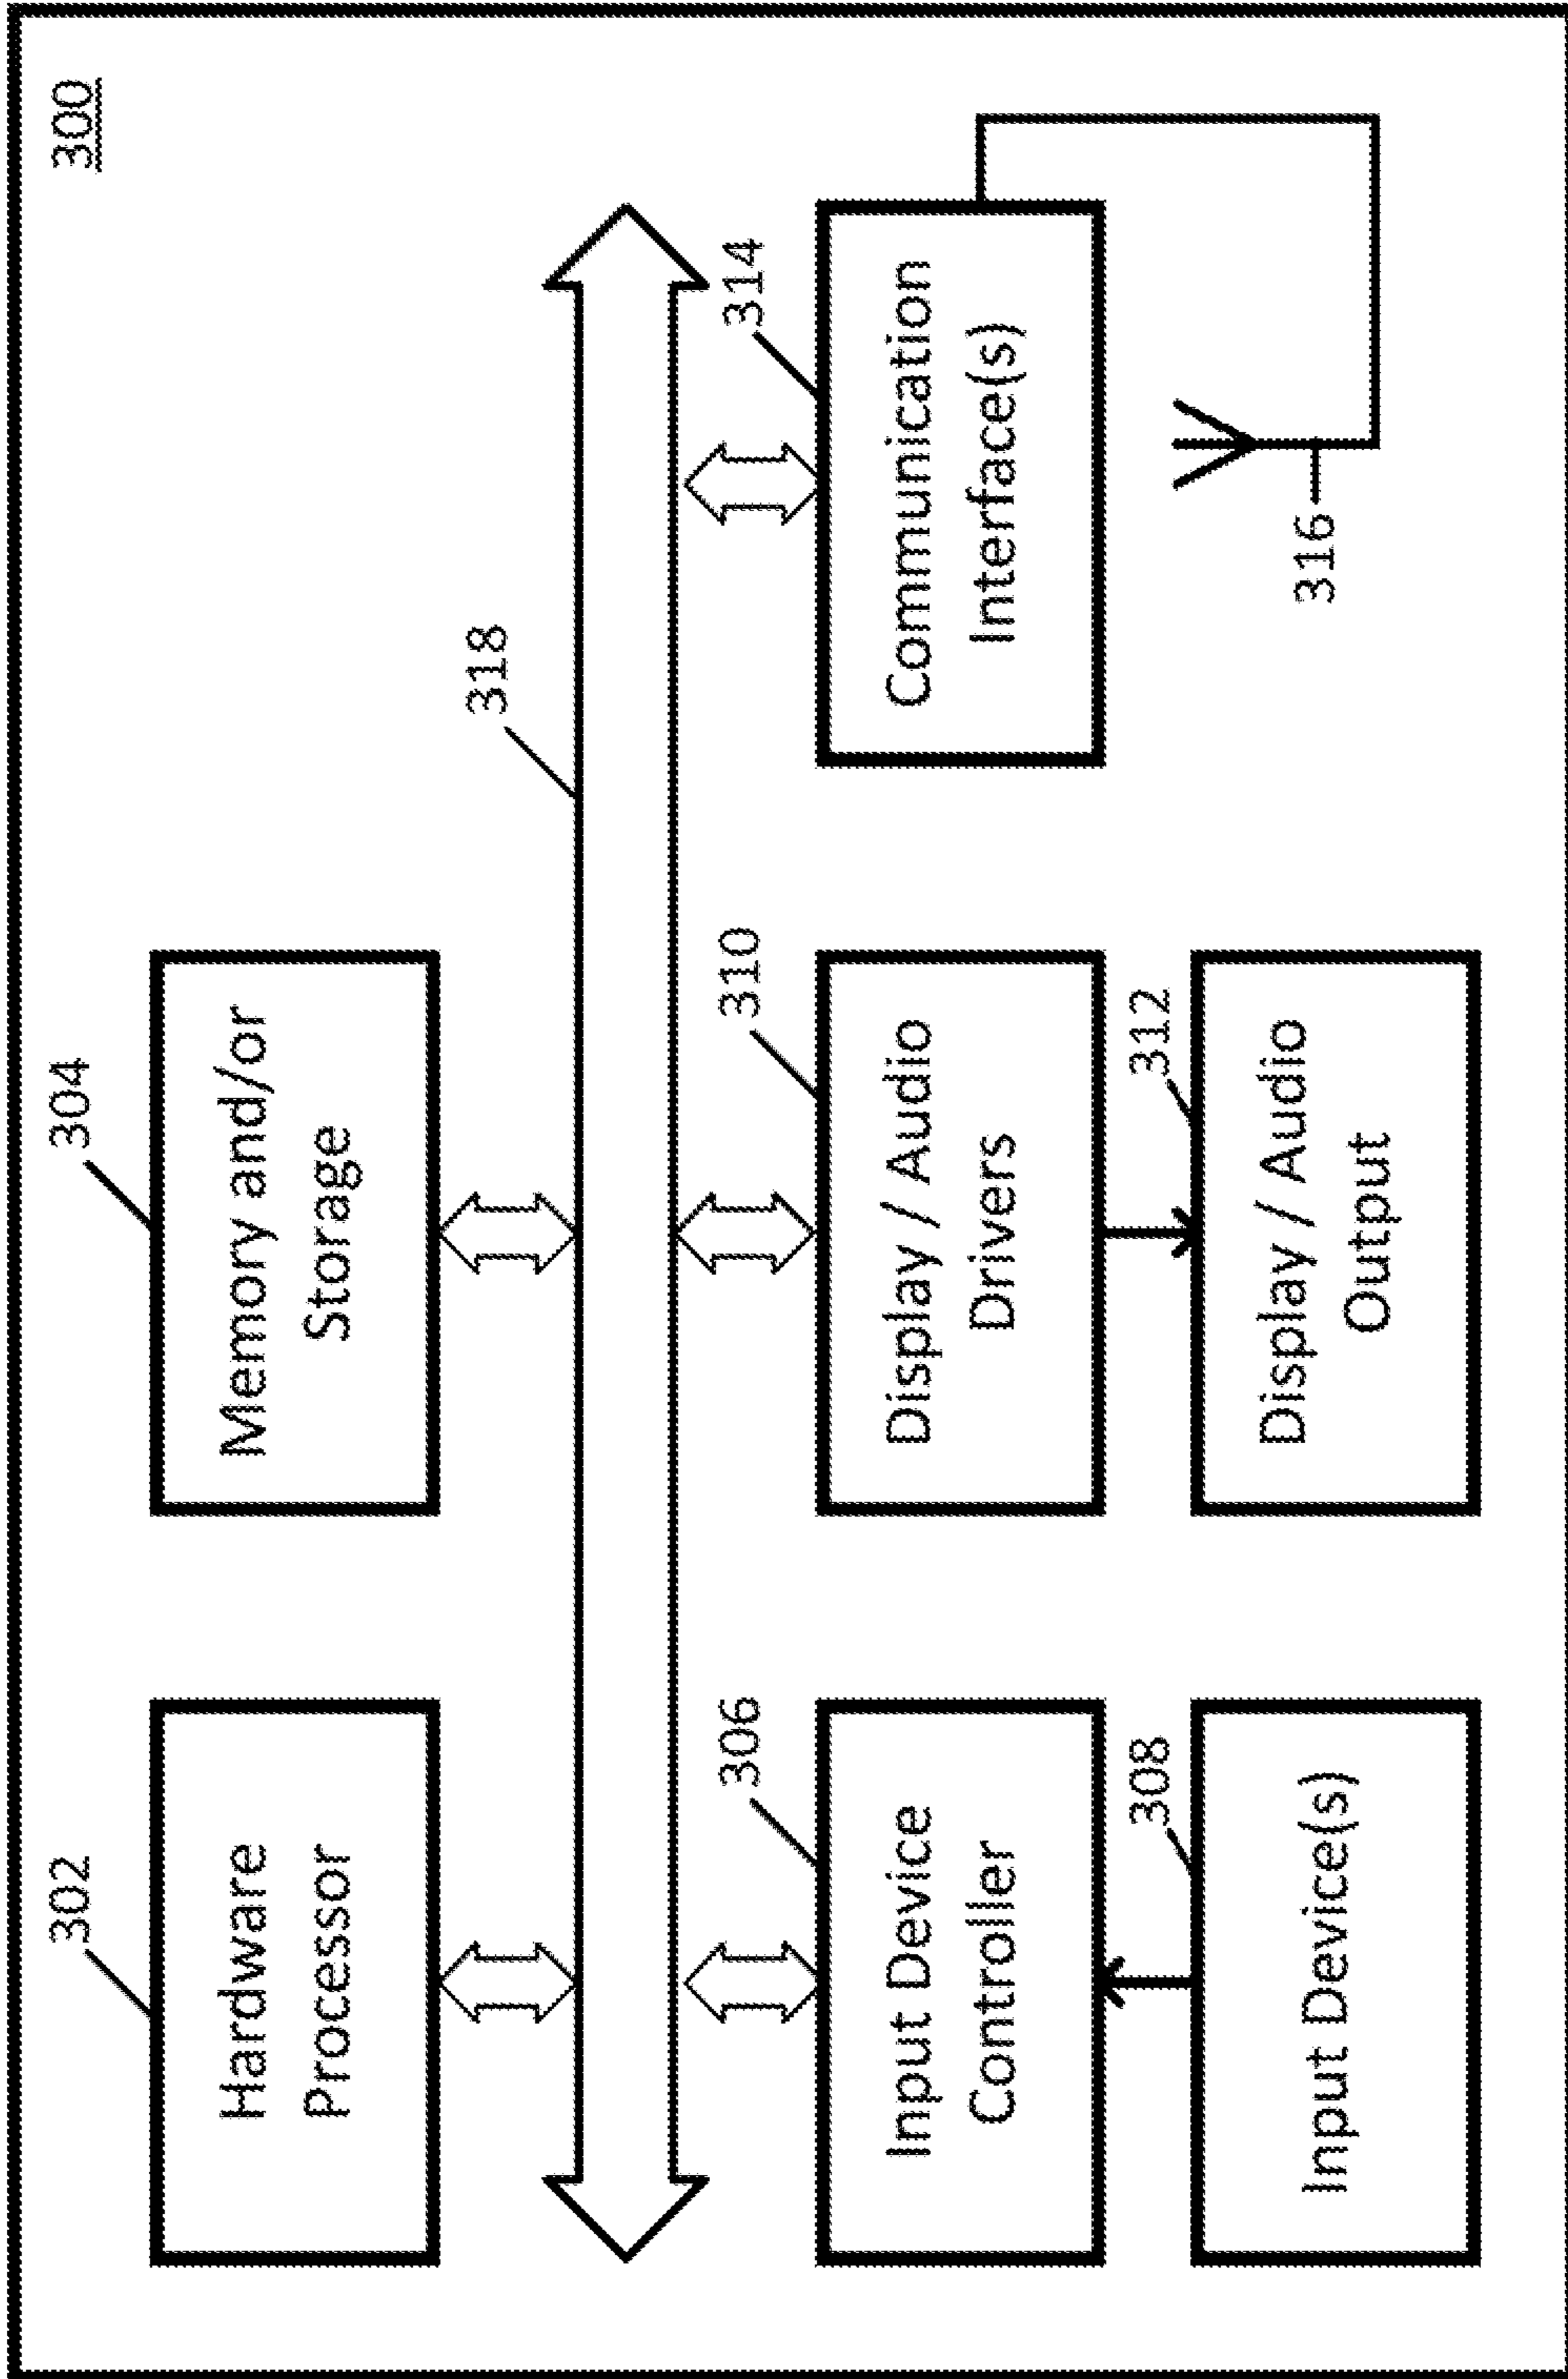 300
302
Hardware
Processor
304
Memory and/or
Storage
318
306
Input Device
Controller
310
Display / Audio
Drivers
314
Communication
Interface(s)
308
Input Device(s)
312
Display / Audio
Output
316